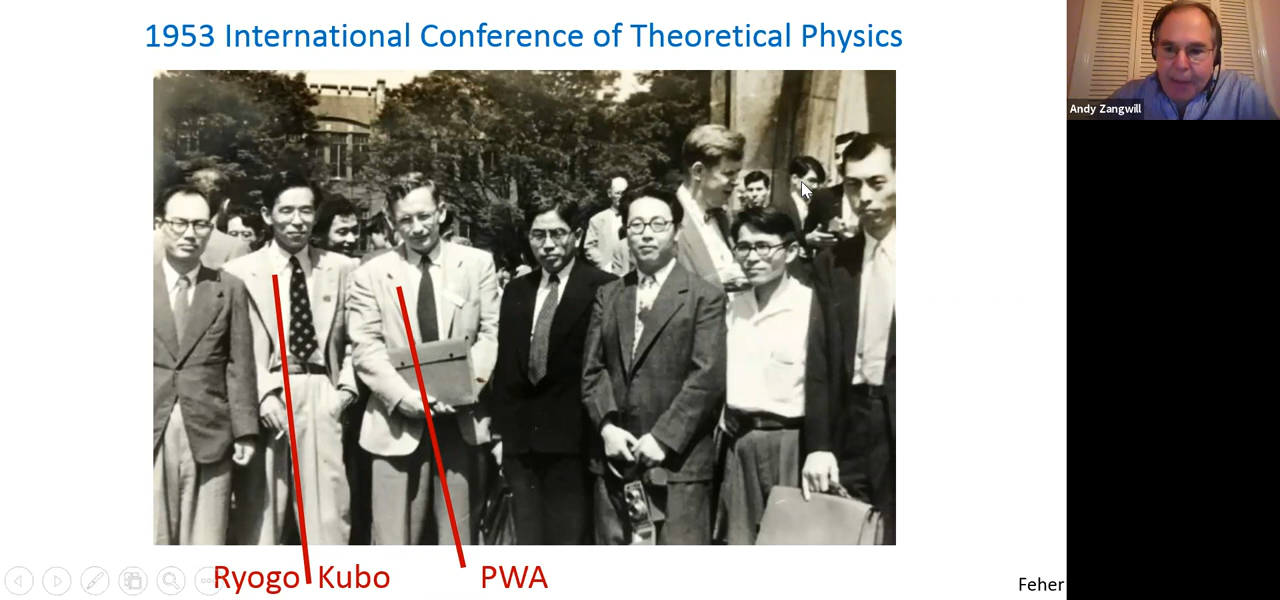 1953 International Conference of Theoretical Physics
Andy Zangwill
Ryogo Kubo
PWA
Feher